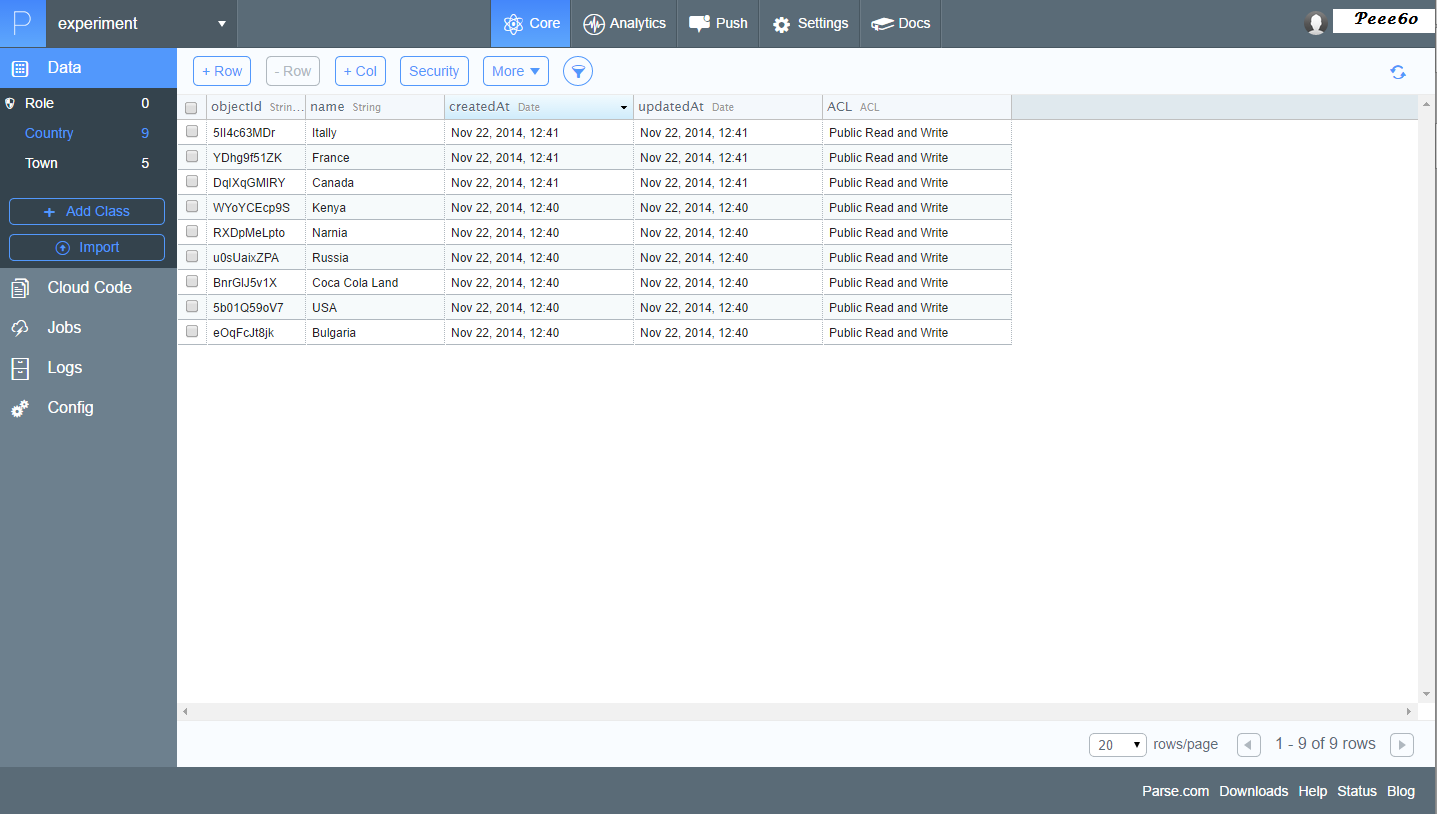 P experiment Core Analytics Push Settings Docs Peee6o
Data + Row - Row + Col Security More
Role 0
Country 9
Town 5
+ Add Class
Import
Cloud Code
Jobs
Logs
Config
objectId Strin... name String createdAt Date updatedAt Date ACL ACL
5Il4c63MDr Itally Nov 22, 2014, 12:41 Nov 22, 2014, 12:41 Public Read and Write
YDhg9f51ZK France Nov 22, 2014, 12:41 Nov 22, 2014, 12:41 Public Read and Write
DqlXqGMIRY Canada Nov 22, 2014, 12:41 Nov 22, 2014, 12:41 Public Read and Write
WYoYCEcp9S Kenya Nov 22, 2014, 12:40 Nov 22, 2014, 12:40 Public Read and Write
RXDpMeLpto Narnia Nov 22, 2014, 12:40 Nov 22, 2014, 12:40 Public Read and Write
u0sUaixZPA Russia Nov 22, 2014, 12:40 Nov 22, 2014, 12:40 Public Read and Write
BnrGlJ5v1X Coca Cola Land Nov 22, 2014, 12:40 Nov 22, 2014, 12:40 Public Read and Write
5b01Q59oV7 USA Nov 22, 2014, 12:40 Nov 22, 2014, 12:40 Public Read and Write
eOqFcJt8jk Bulgaria Nov 22, 2014, 12:40 Nov 22, 2014, 12:40 Public Read and Write
20 rows/page 1 - 9 of 9 rows
Parse.com Downloads Help Status Blog